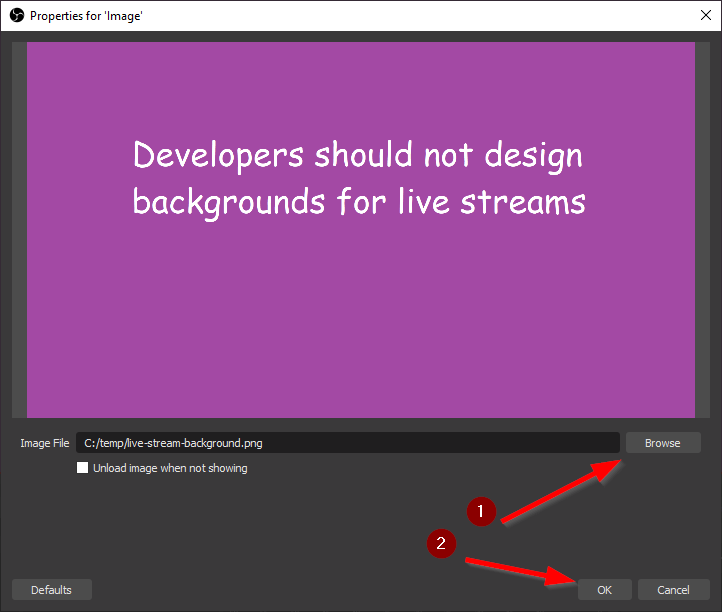 Properties for 'Image'
Developers should not design
backgrounds for live streams
Image File C:/temp/live-stream-background.png Browse
Unload image when not showing
1
2
Defaults OK Cancel